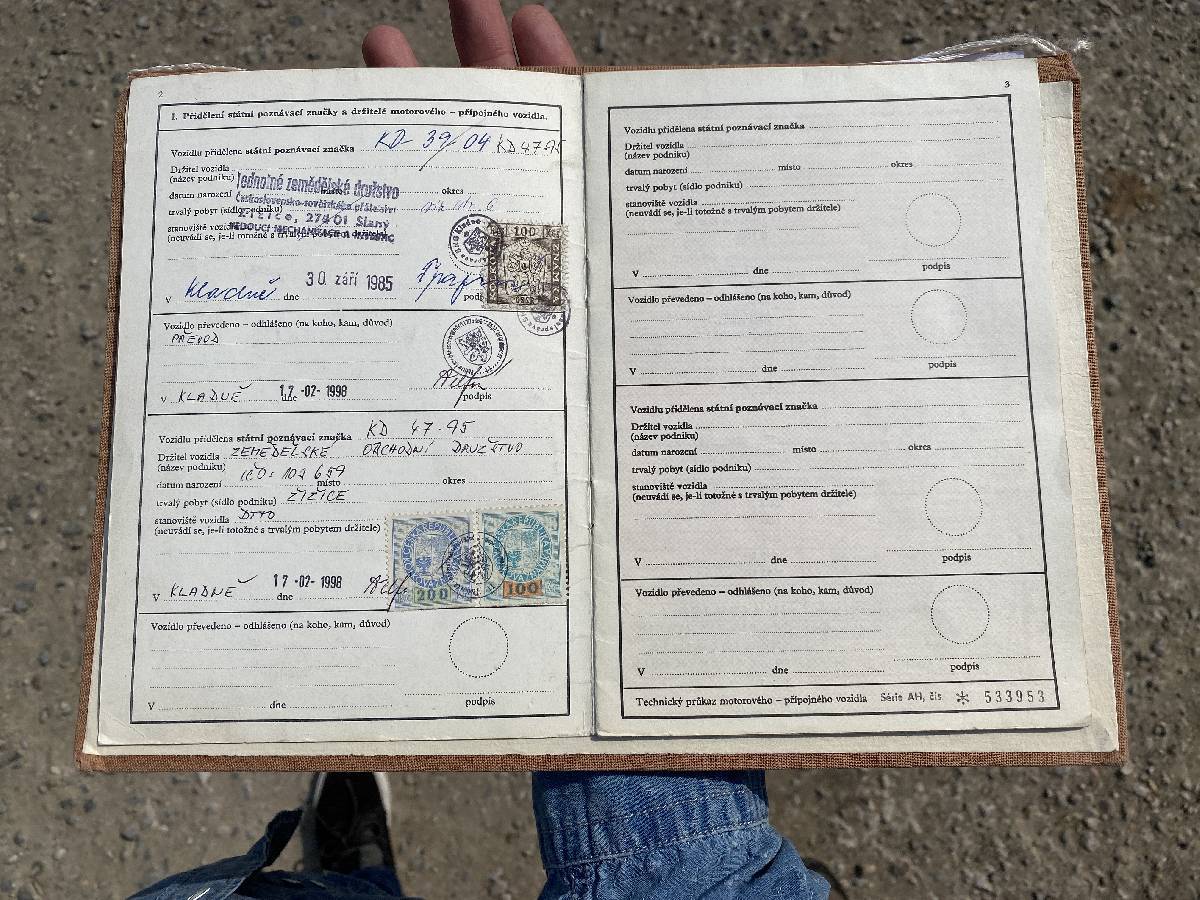 2
1. Přidělení státní poznávací značky a držitelé motorového – přípojného vozidla.
Vozidlu přidělena státní poznávací značka KD-39-04 KD 47-95
Držitel vozidla
(název podniku)
Jednotné zemědělské družstvo
datum narození místo okres
Československo-sovětského přátelství
trvalý pobyt (sídlo podniku)
Žižice, 27401 Slaný
stanoviště vozidla
VEDOUCÍ MECHANIZACE A
(neuvádí se, je-li totožné s trvalým pobytem držitele)
100 Kčs
V Kladně dne 30. září 1985 podpis
Vozidlo převedeno – odhlášeno (na koho, kam, důvod)
PŘEVOD
V KLADNĚ dne 17-02-1998 podpis
Vozidlu přidělena státní poznávací značka KD 47-95
Držitel vozidla ZEMĚDĚLSKÉ OBCHODNÍ DRUŽSTVO
(název podniku)
datum narození IČO: 102 659 místo okres
trvalý pobyt (sídlo podniku) ŽIŽICE
stanoviště vozidla DTTO
(neuvádí se, je-li totožné s trvalým pobytem držitele)
200 100
V KLADNĚ dne 17-02-1998
Vozidlo převedeno – odhlášeno (na koho, kam, důvod)
V dne podpis
3
Vozidlu přidělena státní poznávací značka
Držitel vozidla
(název podniku)
datum narození místo okres
trvalý pobyt (sídlo podniku)
stanoviště vozidla
(neuvádí se, je-li totožné s trvalým pobytem držitele)
V dne podpis
Vozidlo převedeno – odhlášeno (na koho, kam, důvod)
V dne podpis
Vozidlu přidělena státní poznávací značka
Držitel vozidla
(název podniku)
datum narození místo okres
trvalý pobyt (sídlo podniku)
stanoviště vozidla
(neuvádí se, je-li totožné s trvalým pobytem držitele)
V dne podpis
Vozidlo převedeno – odhlášeno (na koho, kam, důvod)
V dne podpis
Technický průkaz motorového – přípojného vozidla Série AH, čís * 533953